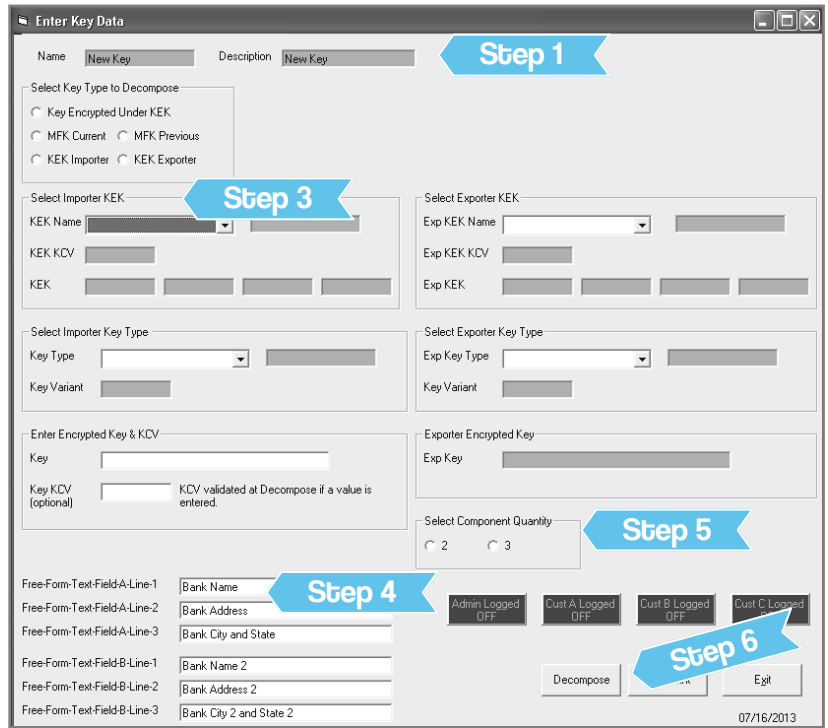 Enter Key Data
Name New Key Description New Key Step 1
Select Key Type to Decompose
Key Encrypted Under KEK
MFK Current MFK Previous
KEK Importer KEK Exporter
Step 3
Select Importer KEK Select Exporter KEK
KEK Name Exp KEK Name
KEK KCV Exp KEK KCV
KEK Exp KEK
Select Importer Key Type Select Exporter Key Type
Key Type Exp Key Type
Key Variant Key Variant
Enter Encrypted Key & KCV Exporter Encrypted Key
Key Exp Key
Key KCV (optional) KCV validated at Decompose if a value is entered.
Select Component Quantity Step 5
2 3
Free-Form-Text-Field-A-Line-1 Bank Name Step 4
Free-Form-Text-Field-A-Line-2 Bank Address
Free-Form-Text-Field-A-Line-3 Bank City and State
Admin Logged OFF Cust A Logged OFF Cust B Logged OFF Cust C Logged OFF
Step 6
Free-Form-Text-Field-B-Line-1 Bank Name 2
Free-Form-Text-Field-B-Line-2 Bank Address 2
Free-Form-Text-Field-B-Line-3 Bank City 2 and State 2
Decompose Exit
07/16/2013